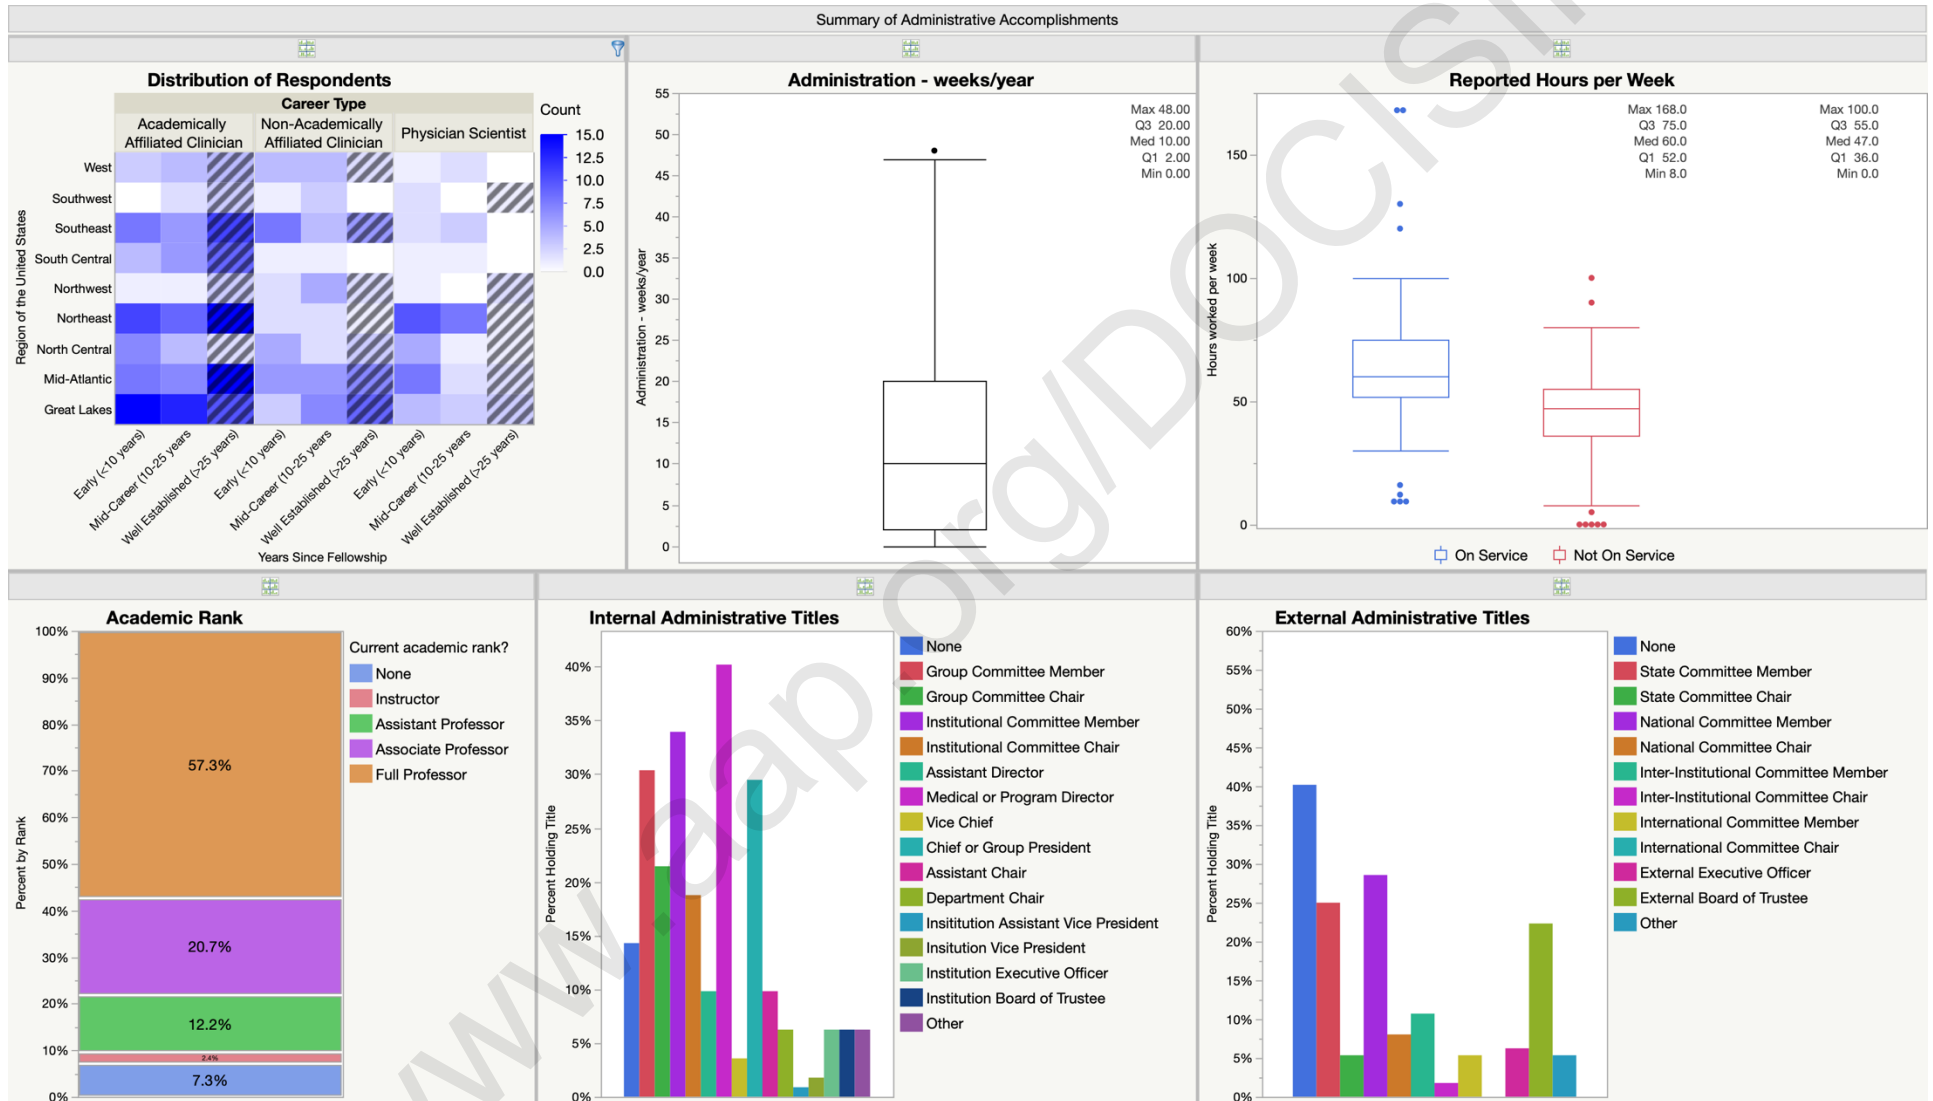 Summary of Administrative Accomplishments
Distribution of Respondents
Career Type
Academically
Affiliated Clinician
Non-Academically
Affiliated Clinician
Physician Scientist
Count
15.0
12.5
10.0
7.5
5.0
2.5
0.0
Region of the United States
West
Southwest
Southeast
South Central
Northwest
Northeast
North Central
Mid-Atlantic
Great Lakes
Early (<10 years)
Mid-Career (10-25 years
Well Established (>25 years)
Early (<10 years)
Mid-Career (10-25 years
Well Established (>25 years)
Early (<10 years)
Mid-Career (10-25 years
Well Established (>25 years)
Years Since Fellowship
Administration - weeks/year
Administration - weeks/year
55
50
45
40
35
30
25
20
15
10
5
0
Max 48.00
Q3 20.00
Med 10.00
Q1 2.00
Min 0.00
Reported Hours per Week
Hours worked per week
150
100
50
0
Max 168.0
Q3 75.0
Med 60.0
Q1 52.0
Min 8.0
Max 100.0
Q3 55.0
Med 47.0
Q1 36.0
Min 0.0
On Service
Not On Service
Academic Rank
Percent by Rank
100%
90%
80%
70%
60%
50%
40%
30%
20%
10%
0%
57.3%
20.7%
12.2%
2.4%
7.3%
Current academic rank?
None
Instructor
Assistant Professor
Associate Professor
Full Professor
Internal Administrative Titles
Percent Holding Title
40%
35%
30%
25%
20%
15%
10%
5%
0%
None
Group Committee Member
Group Committee Chair
Institutional Committee Member
Institutional Committee Chair
Assistant Director
Medical or Program Director
Vice Chief
Chief or Group President
Assistant Chair
Department Chair
Insititution Assistant Vice President
Insitution Vice President
Institution Executive Officer
Institution Board of Trustee
Other
External Administrative Titles
Percent Holding Title
60%
55%
50%
45%
40%
35%
30%
25%
20%
15%
10%
5%
0%
None
State Committee Member
State Committee Chair
National Committee Member
National Committee Chair
Inter-Institutional Committee Member
Inter-Institutional Committee Chair
International Committee Member
International Committee Chair
External Executive Officer
External Board of Trustee
Other
www.aap.org/DOCISIn